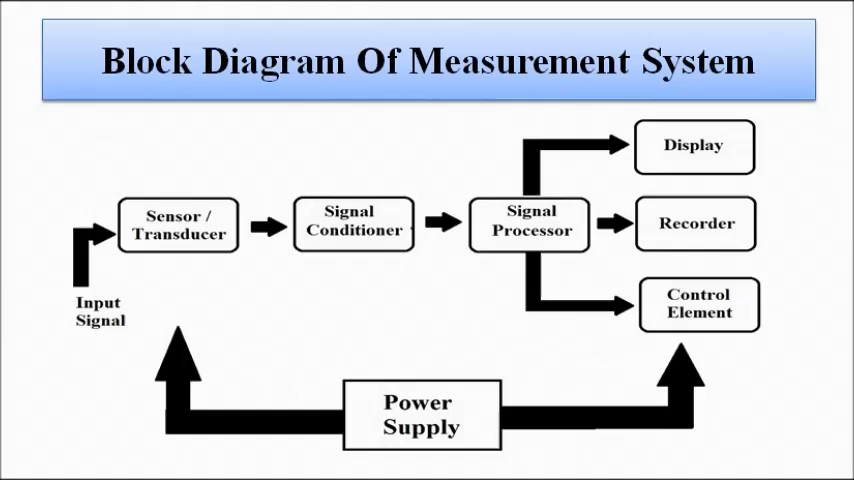 Block Diagram Of Measurement System
Display
Sensor /
Transducer
Signal
Conditioner
Signal
Processor
Recorder
Input
Signal
Control
Element
Power
Supply